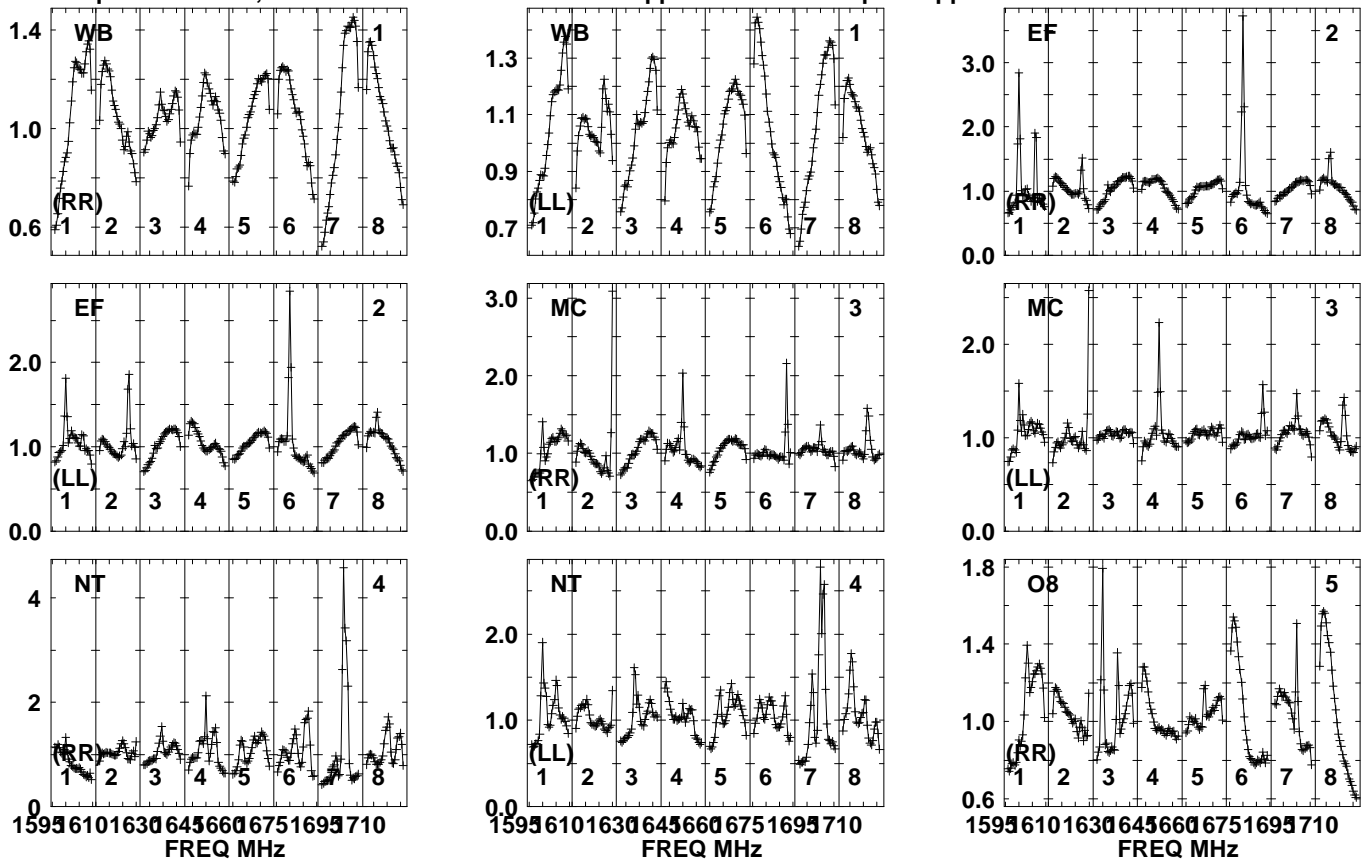 WB 1
1.4
1.0
0.6
(RR)
1 2 3 4 5 6 7 8
WB 1
1.3
1.1
0.9
0.7
(LL)
1 2 3 4 5 6 7 8
EF 2
3.0
2.0
1.0
0.0
(RR)
1 2 3 4 5 6 7 8
EF 2
2.0
1.0
0.0
(LL)
1 2 3 4 5 6 7 8
MC 3
3.0
2.0
1.0
0.0
(RR)
1 2 3 4 5 6 7 8
MC 3
2.0
1.0
0.0
(LL)
1 2 3 4 5 6 7 8
NT 4
4
2
0
(RR)
1 2 3 4 5 6 7 8
1595 1610 1630 1645 1660 1675 1695 1710
FREQ MHz
NT 4
2.0
1.0
0.0
(LL)
1 2 3 4 5 6 7 8
1595 1610 1630 1645 1660 1675 1695 1710
FREQ MHz
O8 5
1.8
1.4
1.0
0.6
(RR)
1 2 3 4 5 6 7 8
1595 1610 1630 1645 1660 1675 1695 1710
FREQ MHz